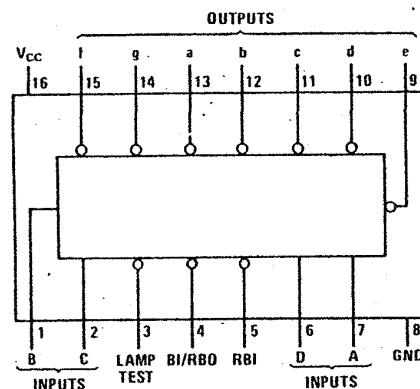 OUTPUTS
VCC f g a b c d e
16 15 14 13 12 11 10 9
1 2 3 4 5 6 7 8
B C LAMP TEST BI/RBO RBI D A GND
INPUTS INPUTS